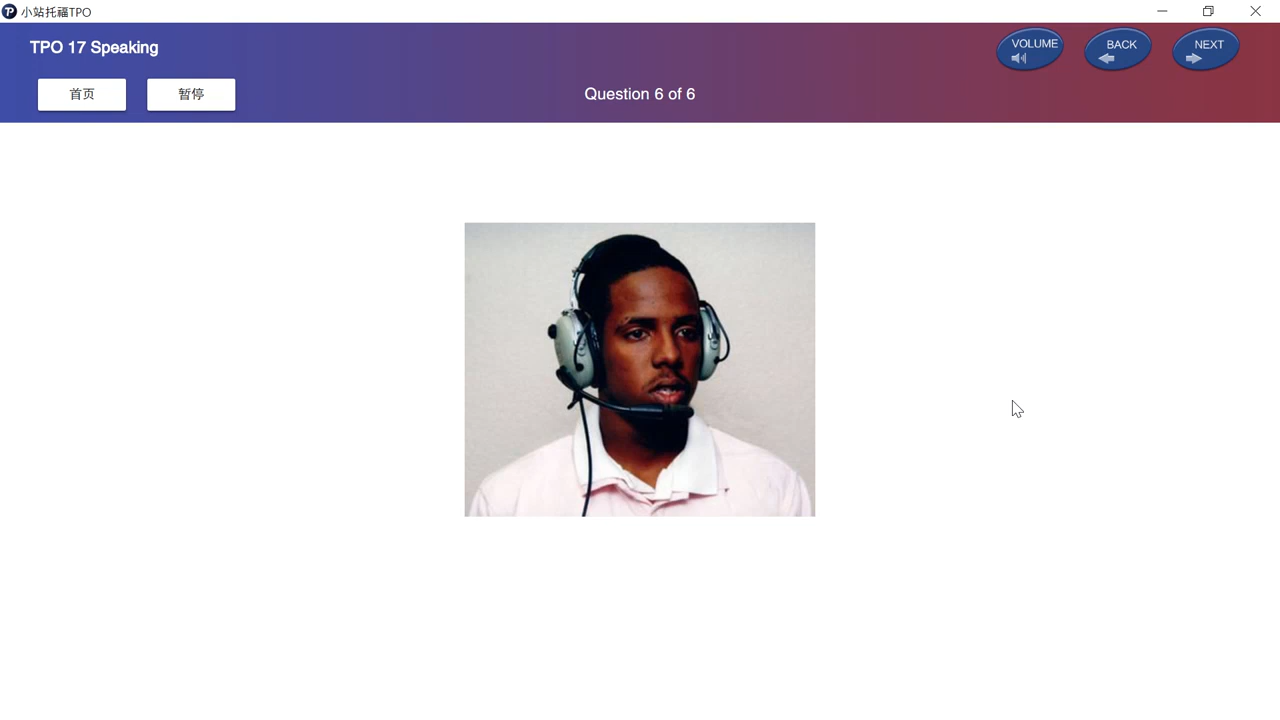 小站托福TPO
TPO 17 Speaking
VOLUME
BACK
NEXT
首页
暂停
Question 6 of 6